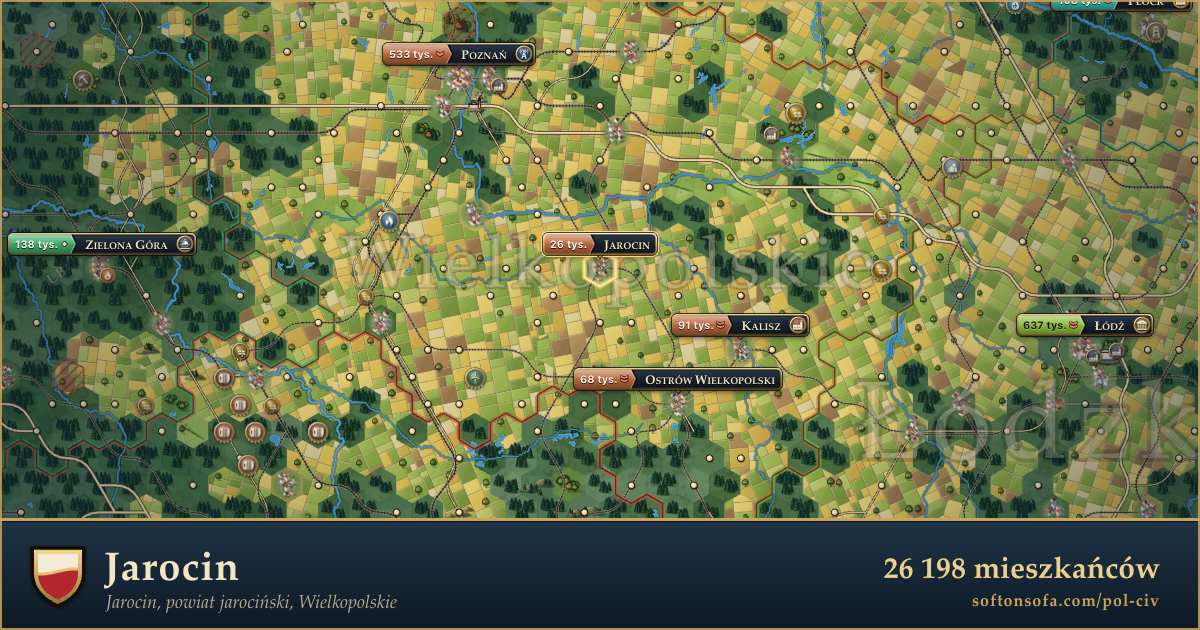 PŁOCK
533 tys.
POZNAŃ
138 tys.
ZIELONA GÓRA
26 tys.
JAROCIN
Wielkopolskie
91 tys.
KALISZ
637 tys.
ŁÓDŹ
68 tys.
OSTRÓW WIELKOPOLSKI
Łódzk
Jarocin
Jarocin, powiat jarociński, Wielkopolskie
26 198 mieszkańców
softonsofa.com/pol-civ